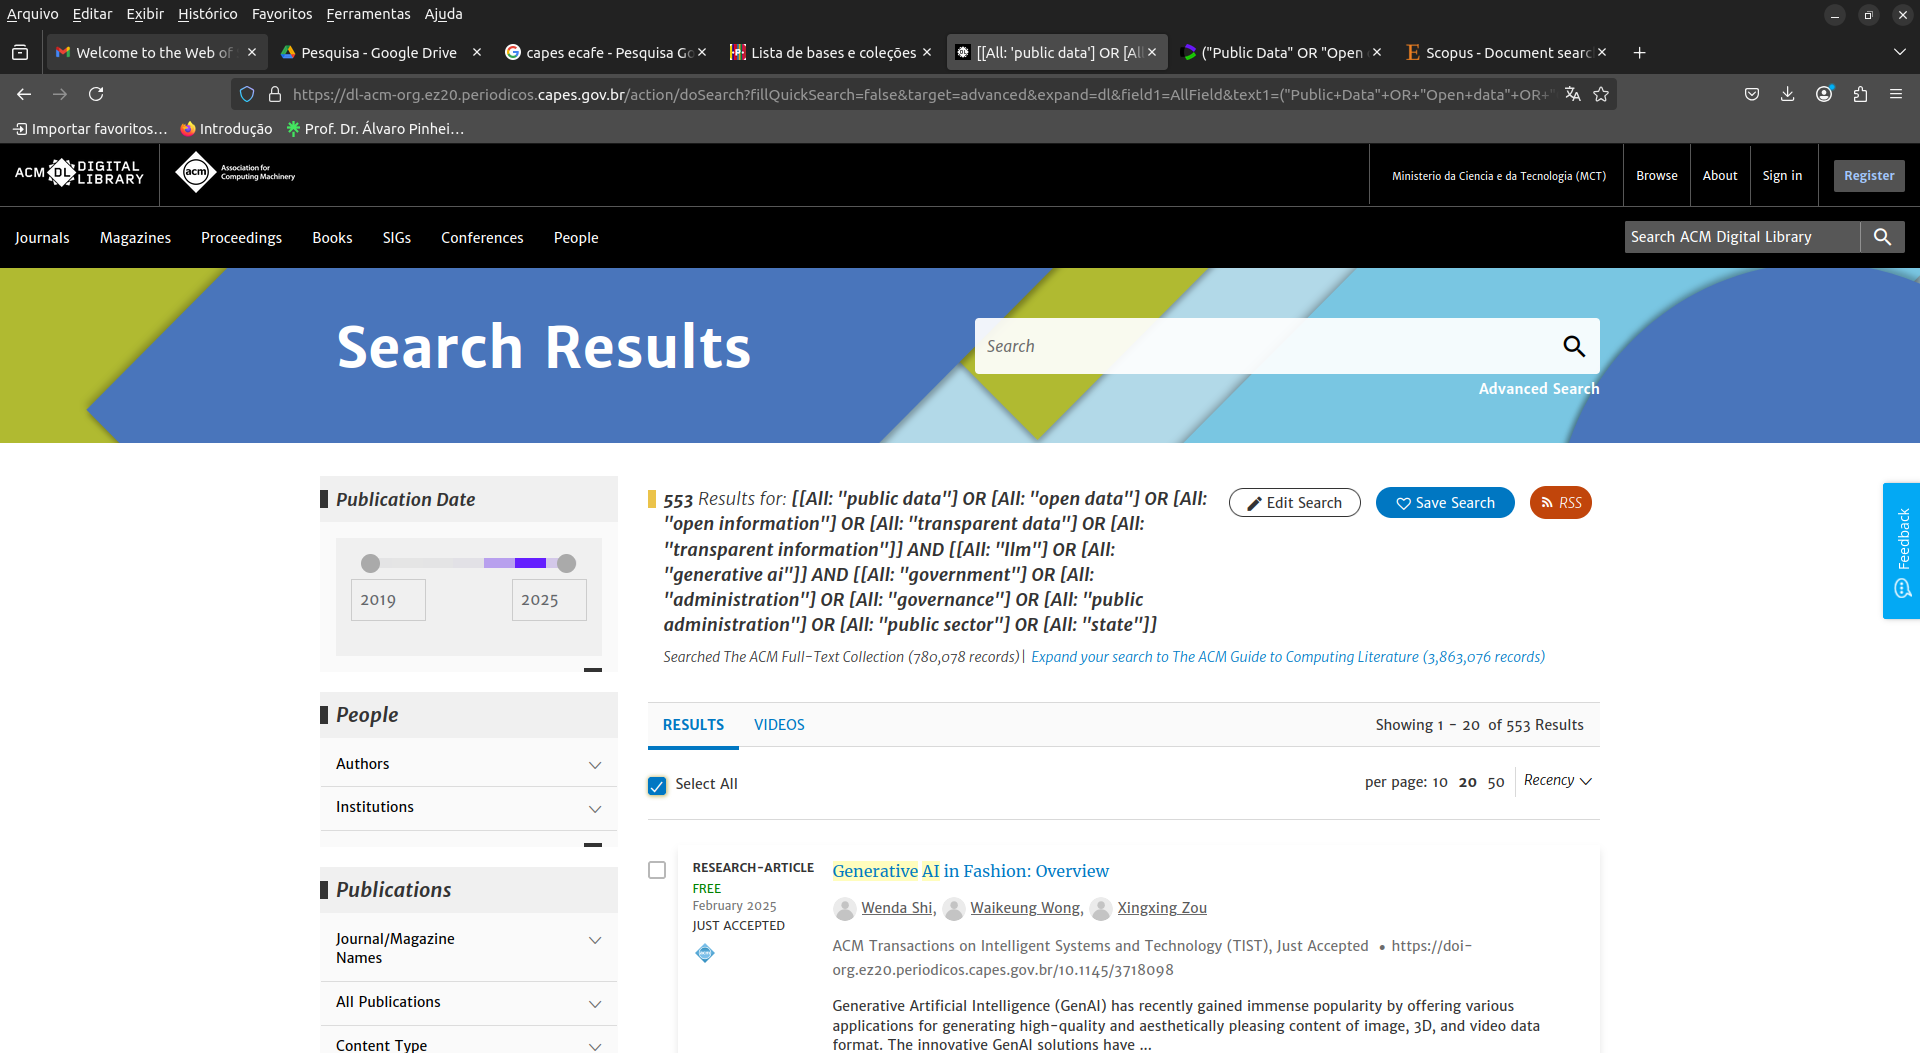 Arquivo Editar Exibir Histórico Favoritos Ferramentas Ajuda
Welcome to the Web of
Pesquisa - Google Drive
capes ecafe - Pesquisa Go
Lista de bases e coleções
[[All: 'public data'] OR [All
("Public Data" OR "Open
Scopus - Document searc
https://dl-acm-org.ez20.periodicos.capes.gov.br/action/doSearch?fillQuickSearch=false&target=advanced&expand=dl&field1=AllField&text1=("Public+Data"+OR+"Open+data"+OR+"
Importar favoritos... Introdução Prof. Dr. Álvaro Pinhei...
ACM DL DIGITAL LIBRARY
acm Association for Computing Machinery
Ministerio da Ciencia e da Tecnologia (MCT) Browse About Sign in Register
Journals Magazines Proceedings Books SIGs Conferences People
Search ACM Digital Library
Search Results
Search
Advanced Search
Publication Date
2019 2025
People
Authors
Institutions
Publications
Journal/Magazine
Names
All Publications
Content Type
553 Results for: [[All: "public data"] OR [All: "open data"] OR [All:
"open information"] OR [All: "transparent data"] OR [All:
"transparent information"]] AND [[All: "llm"] OR [All:
"generative ai"]] AND [[All: "government"] OR [All:
"administration"] OR [All: "governance"] OR [All: "public
administration"] OR [All: "public sector"] OR [All: "state"]]
Edit Search Save Search RSS
Searched The ACM Full-Text Collection (780,078 records)| Expand your search to The ACM Guide to Computing Literature (3,863,076 records)
RESULTS VIDEOS Showing 1 - 20 of 553 Results
Select All per page: 10 20 50 Recency
RESEARCH-ARTICLE
FREE
February 2025
JUST ACCEPTED
Generative AI in Fashion: Overview
Wenda Shi, Waikeung Wong, Xingxing Zou
ACM Transactions on Intelligent Systems and Technology (TIST), Just Accepted • https://doi-
org.ez20.periodicos.capes.gov.br/10.1145/3718098
Generative Artificial Intelligence (GenAI) has recently gained immense popularity by offering various
applications for generating high-quality and aesthetically pleasing content of image, 3D, and video data
format. The innovative GenAI solutions have ...
Feedback